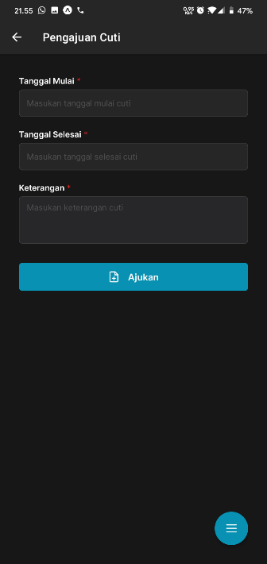 21.55 47%
Pengajuan Cuti
Tanggal Mulai *
Masukan tanggal mulai cuti
Tanggal Selesai *
Masukan tanggal selesai cuti
Keterangan *
Masukan keterangan cuti
Ajukan